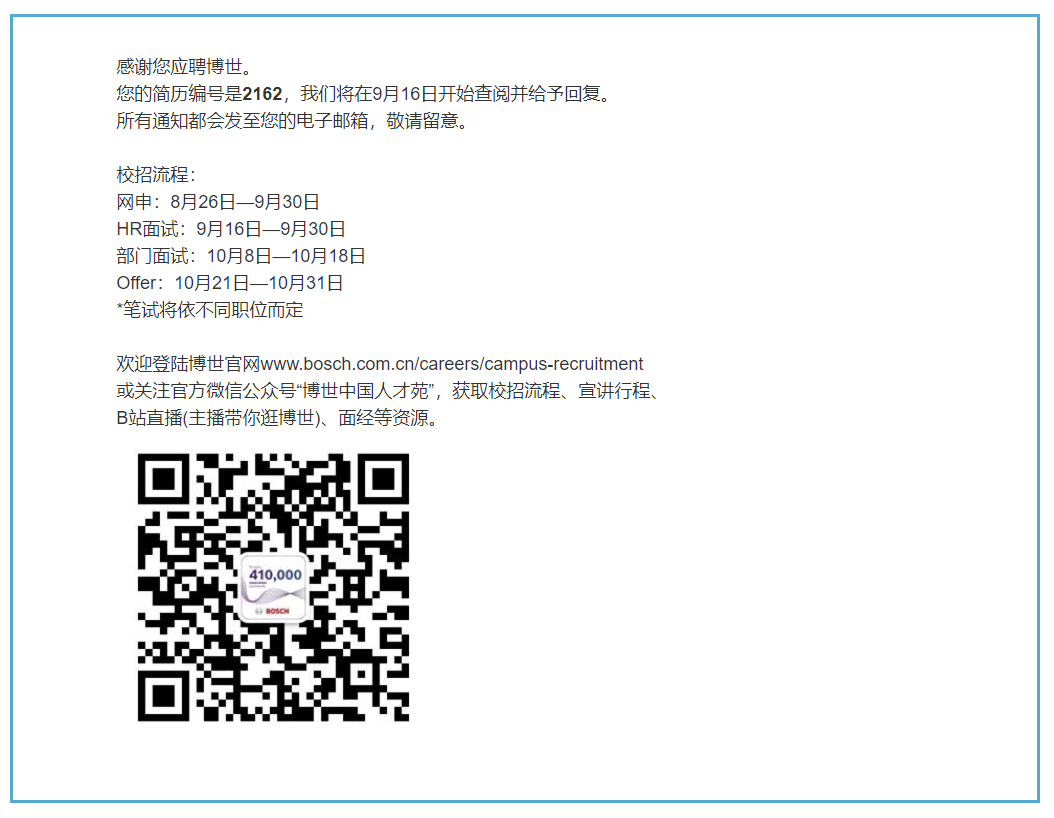 感谢您应聘博世。
您的简历编号是2162，我们将在9月16日开始查阅并给予回复。
所有通知都会发至您的电子邮箱，敬请留意。
校招流程：
网申：8月26日—9月30日
HR面试：9月16日—9月30日
部门面试：10月8日—10月18日
Offer：10月21日—10月31日
*笔试将依不同职位而定
欢迎登陆博世官网www.bosch.com.cn/careers/campus-recruitment
或关注官方微信公众号“博世中国人才苑”，获取校招流程、宣讲行程、
B站直播(主播带你逛博世)、面经等资源。
410,000
BOSCH